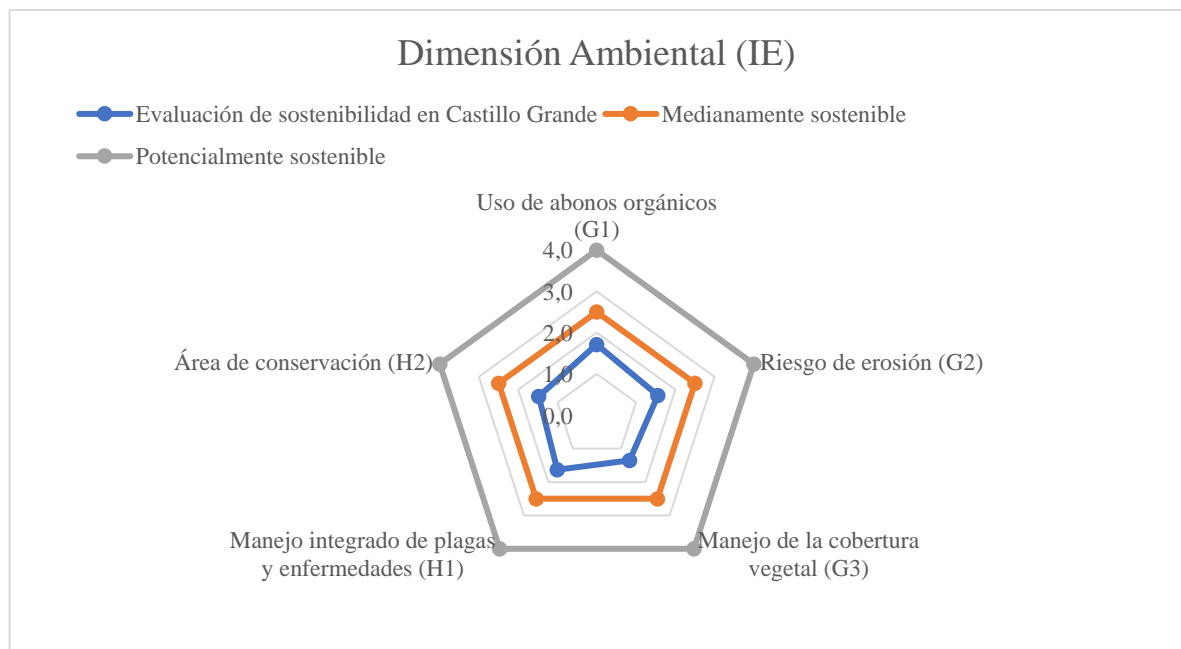 Dimensión Ambiental (IE)
Evaluación de sostenibilidad en Castillo Grande
Medianamente sostenible
Potencialmente sostenible
Uso de abonos orgánicos
(G1)
4,0
3,0
2,0
1,0
0,0
Área de conservación (H2)
Riesgo de erosión (G2)
Manejo integrado de plagas
y enfermedades (H1)
Manejo de la cobertura
vegetal (G3)